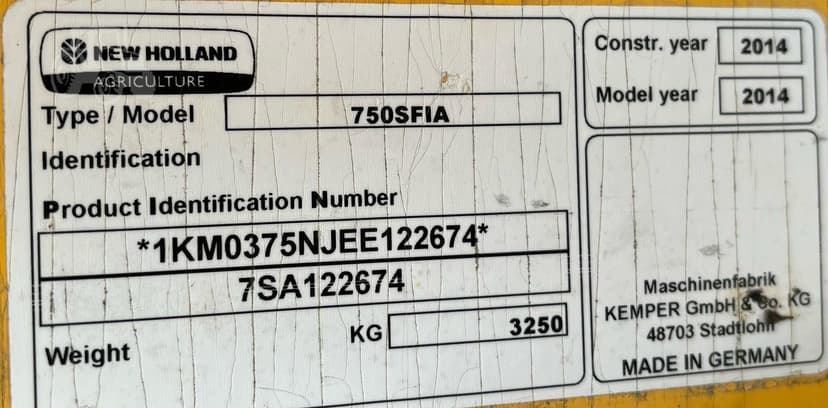 NEW HOLLAND
AGRICULTURE
Type / Model 750SFIA
Identification
Product Identification Number
*1KM0375NJEE122674*
7SA122674
Weight KG 3250
Constr. year 2014
Model year 2014
Maschinenfabrik
KEMPER GmbH & Co. KG
48703 Stadtlohn
MADE IN GERMANY